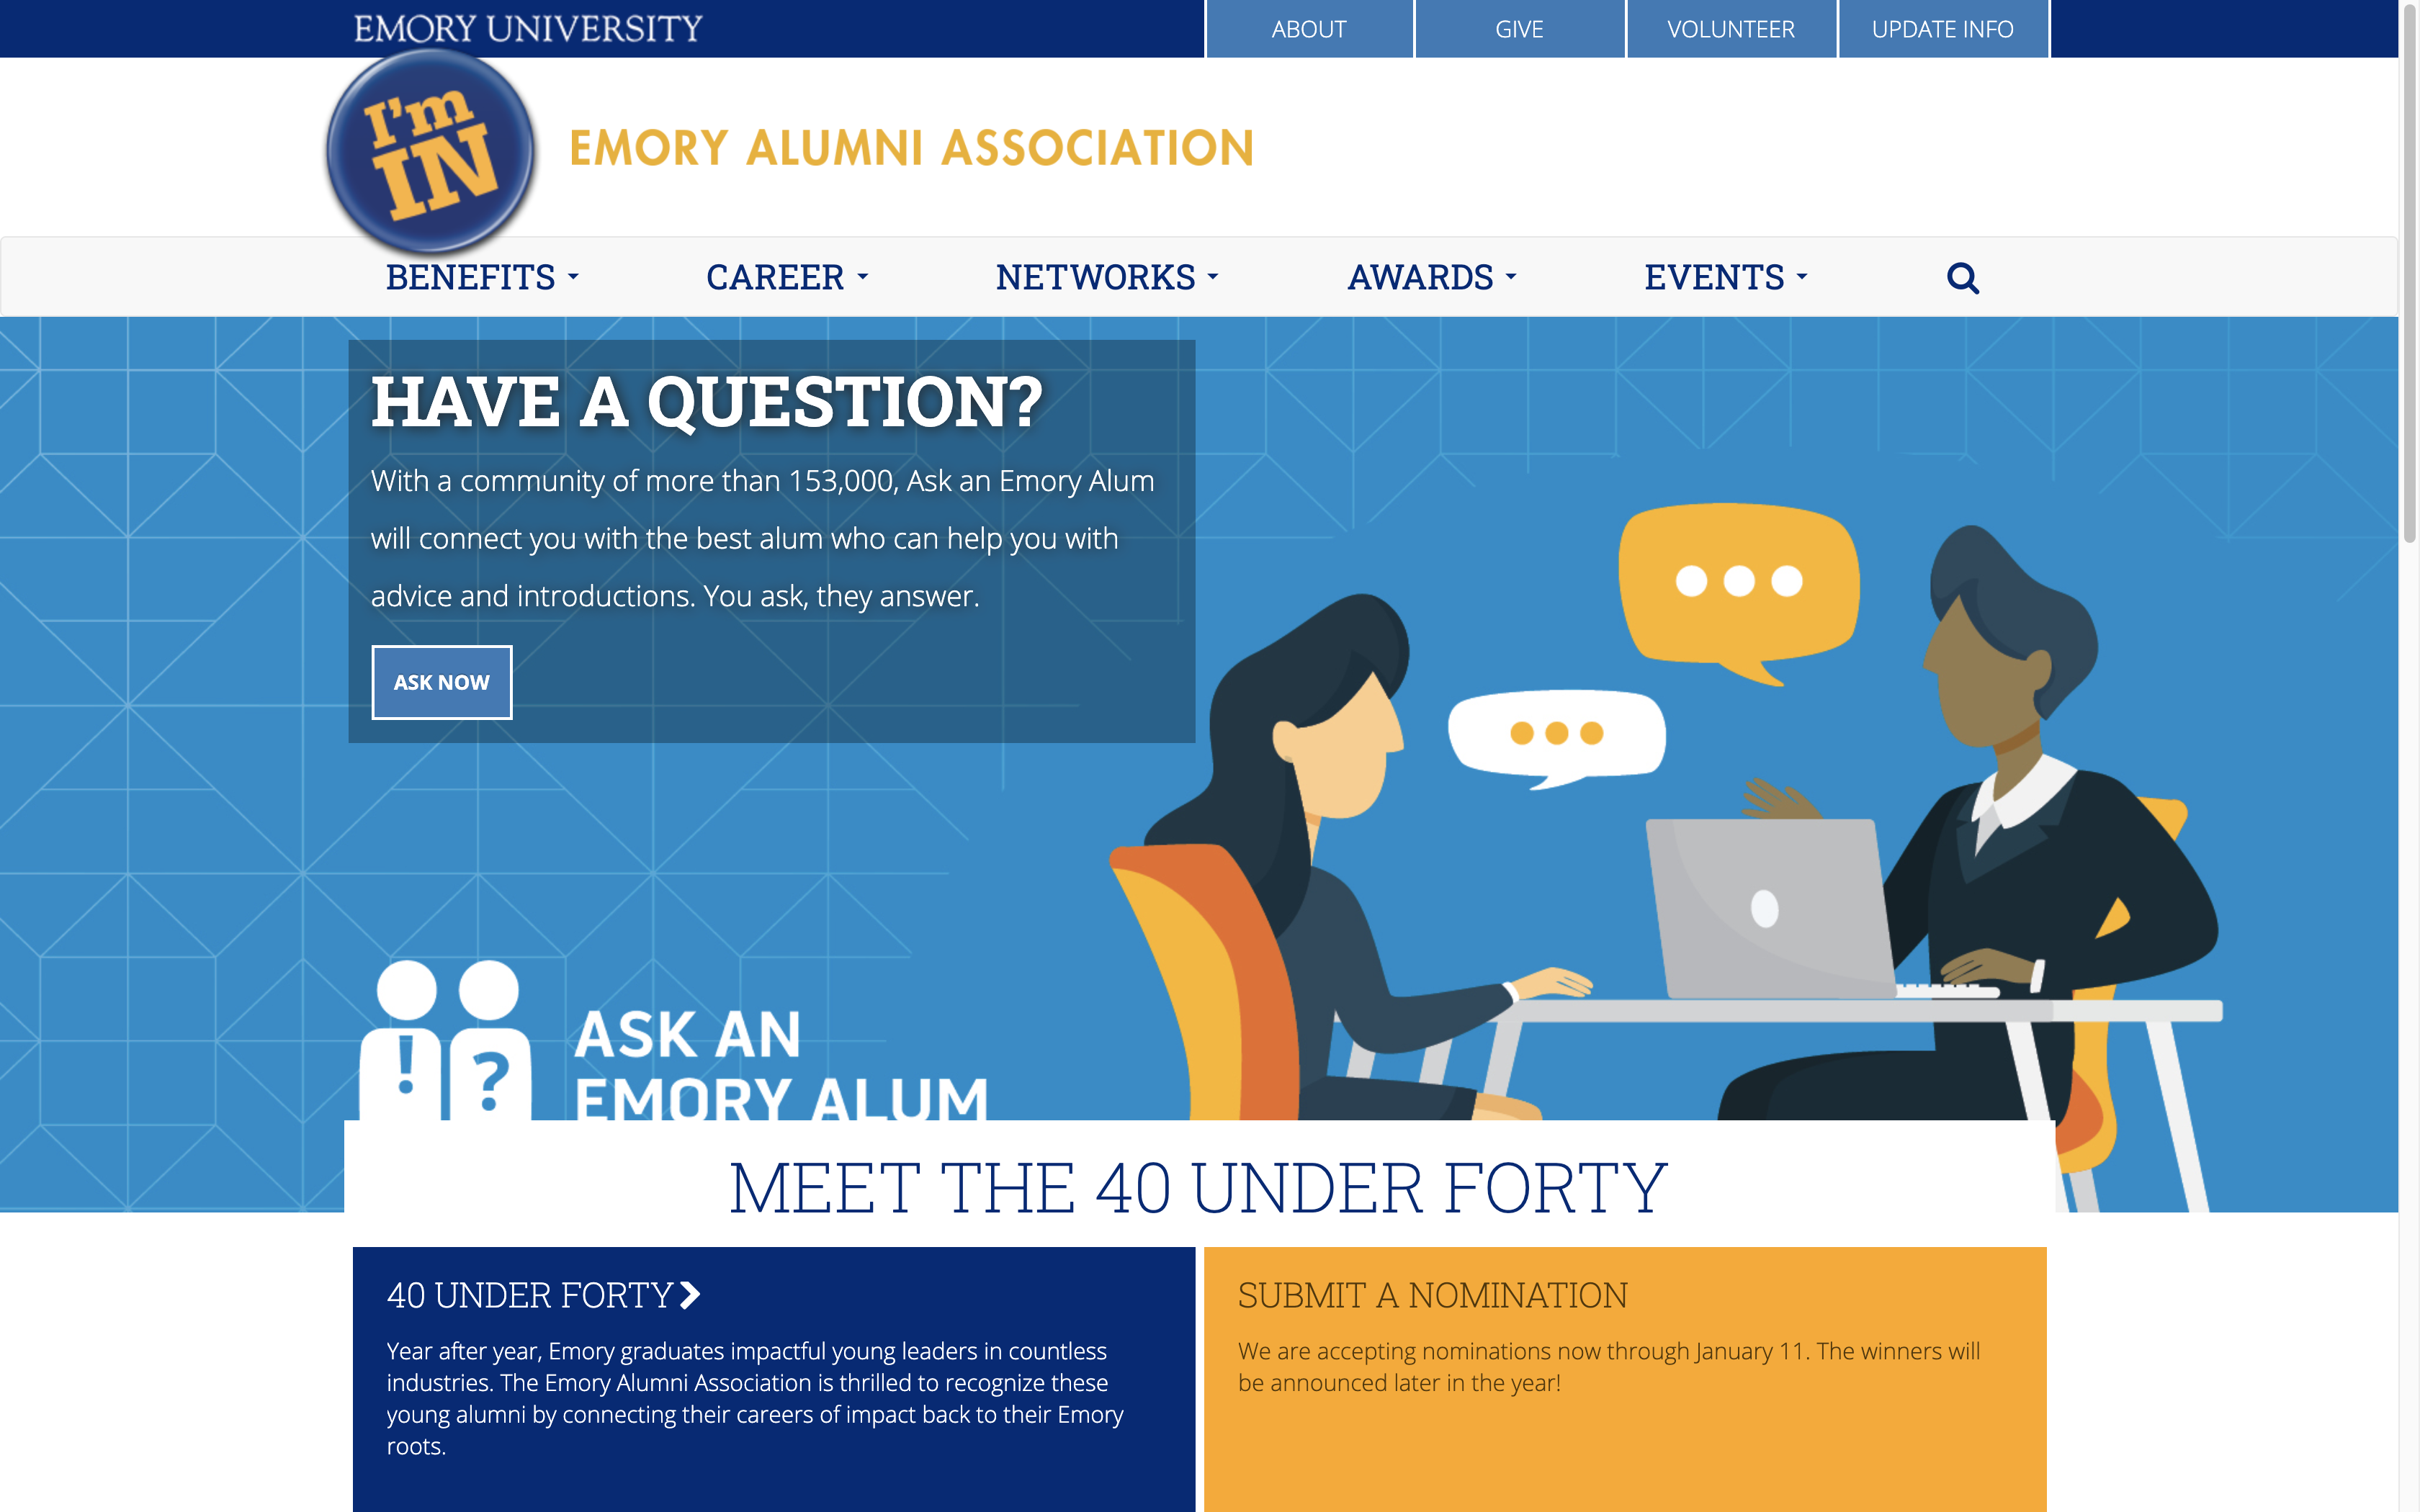 EMORY UNIVERSITY
ABOUT
GIVE
VOLUNTEER
UPDATE INFO
I'm
IN
EMORY ALUMNI ASSOCIATION
BENEFITS
CAREER
NETWORKS
AWARDS
EVENTS
HAVE A QUESTION?
With a community of more than 153,000, Ask an Emory Alum
will connect you with the best alum who can help you with
advice and introductions. You ask, they answer.
ASK NOW
! ?
ASK AN
EMORY ALUM
MEET THE 40 UNDER FORTY
40 UNDER FORTY
Year after year, Emory graduates impactful young leaders in countless
industries. The Emory Alumni Association is thrilled to recognize these
young alumni by connecting their careers of impact back to their Emory
roots.
SUBMIT A NOMINATION
We are accepting nominations now through January 11. The winners will
be announced later in the year!